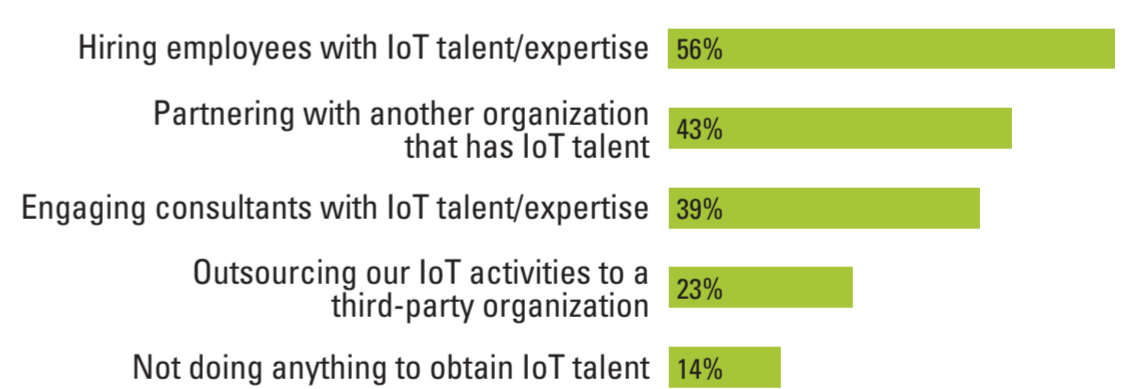 Hiring employees with IoT talent/expertise 56%
Partnering with another organization
that has IoT talent 43%
Engaging consultants with IoT talent/expertise 39%
Outsourcing our IoT activities to a
third-party organization 23%
Not doing anything to obtain IoT talent 14%